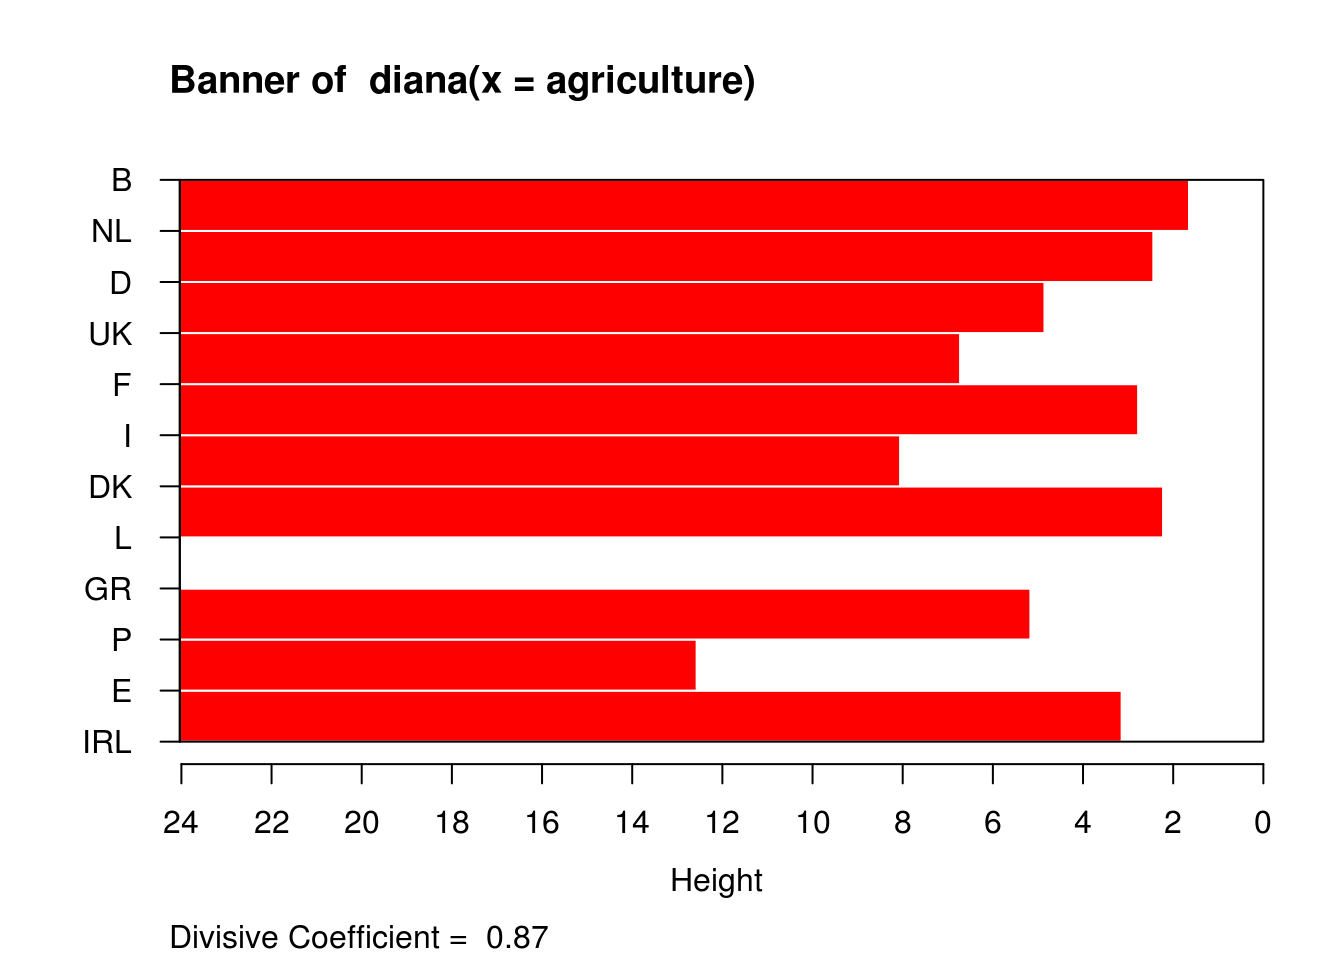 Banner of  diana(x = agriculture)
B
NL
D
UK
F
I
DK
L
GR
P
E
IRL
24 22 20 18 16 14 12 10 8 6 4 2 0
Height
Divisive Coefficient =  0.87